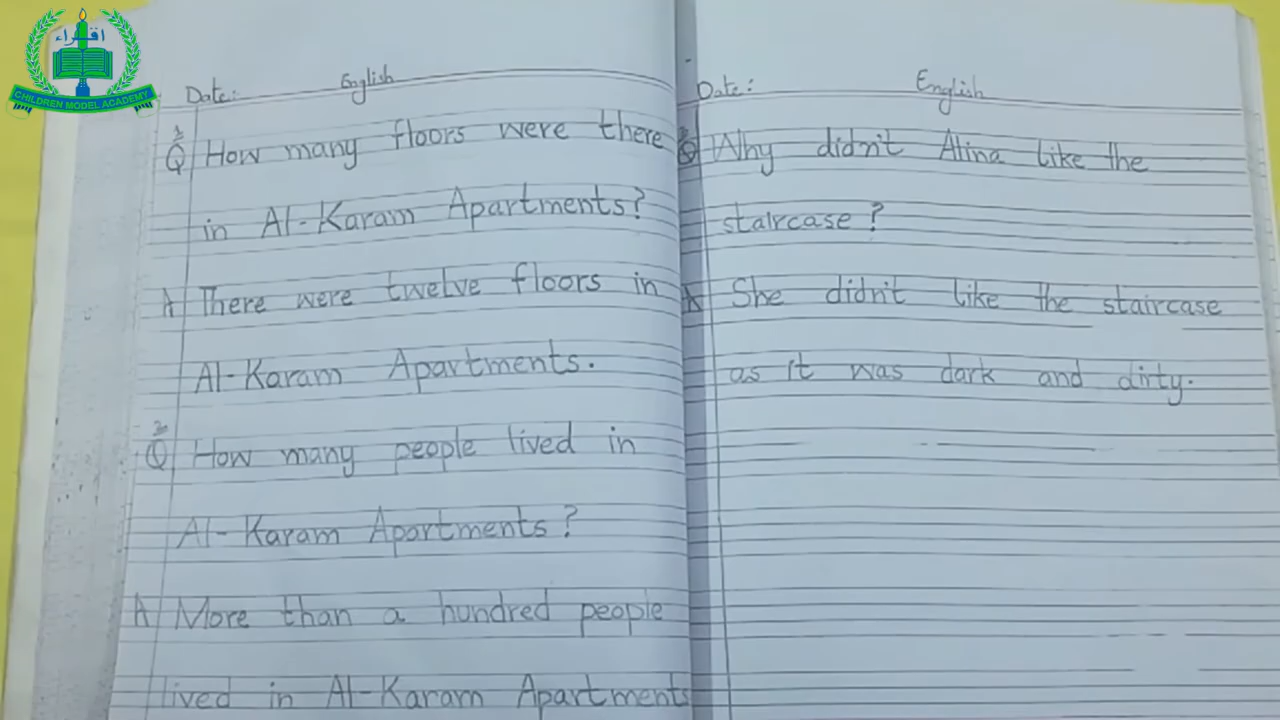 اقراء
CHILDREN MODEL ACADEMY
Date: English
Q1 How many floors were there
in Al-Karam Apartments?
A There were twelve floors in
Al-Karam Apartments.
Q2 How many people lived in
Al-Karam Apartments?
A More than a hundred people
lived in Al-Karam Apartments
Date: English
Q Why didn't Alina like the
staircase?
A She didn't like the staircase
as it was dark and dirty.